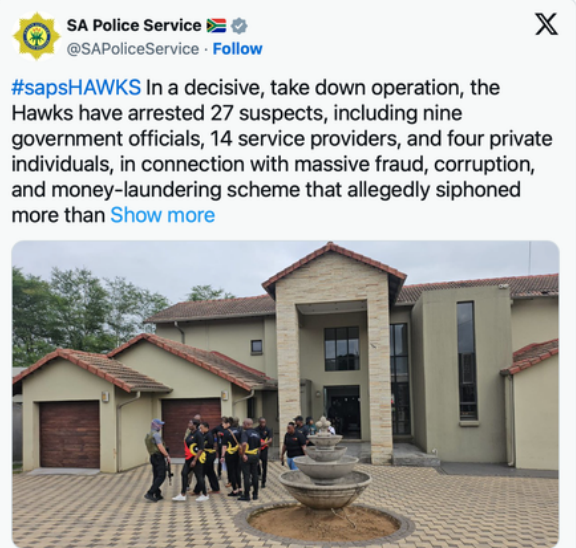 SA Police Service 🇿🇦
@SAPoliceService · Follow
#sapsHAWKS In a decisive, take down operation, the
Hawks have arrested 27 suspects, including nine
government officials, 14 service providers, and four private
individuals, in connection with massive fraud, corruption,
and money-laundering scheme that allegedly siphoned
more than Show more